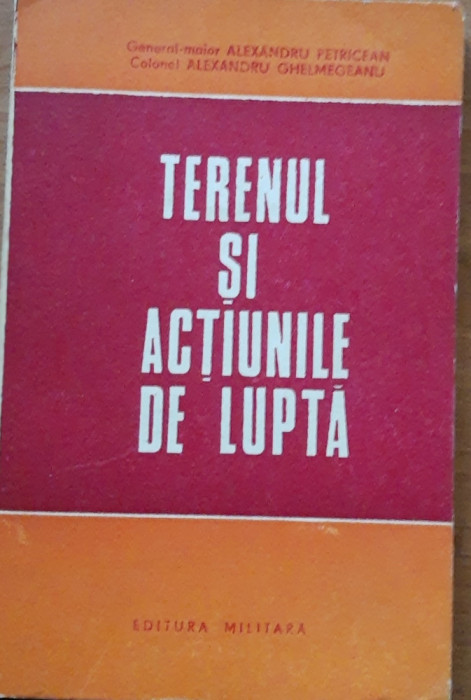 General-maior ALEXANDRU PETRICEAN
Colonel ALEXANDRU GHELMEGEANU
TERENUL
ȘI
ACȚIUNILE
DE LUPTĂ
EDITURA MILITARĂ